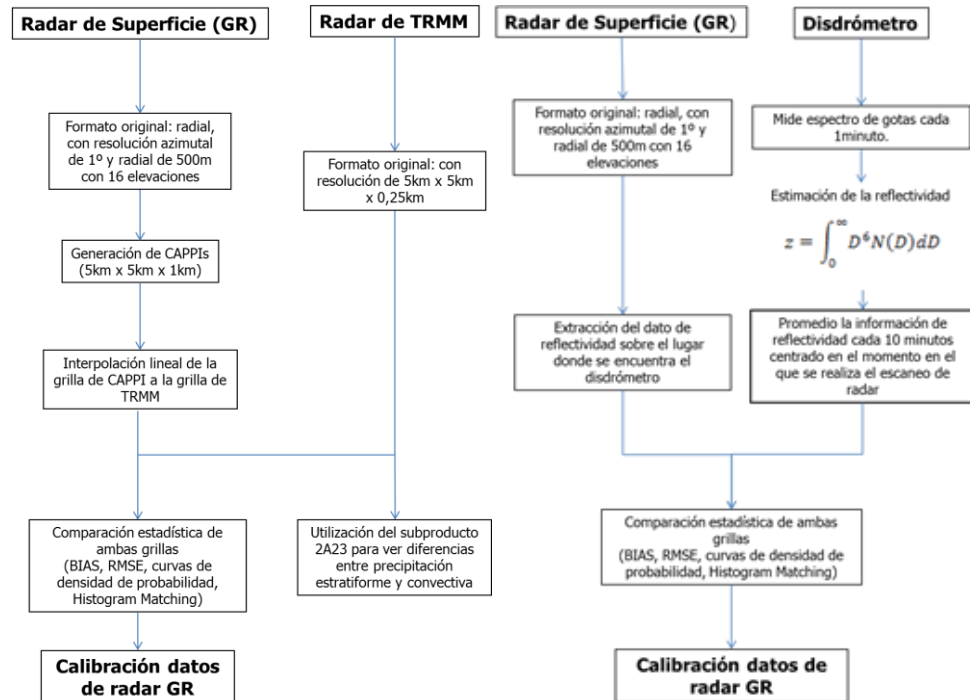 Radar de Superficie (GR)
Formato original: radial,
con resolución azimutal
de 1º y radial de 500m
con 16 elevaciones
Generación de CAPPIs
(5km x 5km x 1km)
Interpolación lineal de la
grilla de CAPPI a la grilla de
TRMM
Comparación estadística de
ambas grillas
(BIAS, RMSE, curvas de
densidad de probabilidad,
Histogram Matching)
Calibración datos
de radar GR
Radar de TRMM
Formato original: con
resolución de 5km x 5km
x 0,25km
Utilización del subproducto
2A23 para ver diferencias
entre precipitación
estratiforme y convectiva
Radar de Superficie (GR)
Formato original: radial, con
resolución azimutal de 1º y
radial de 500m con 16
elevaciones
Extracción del dato de
reflectividad sobre el lugar
donde se encuentra el
disdrómetro
Disdrómetro
Mide espectro de gotas cada
1minuto.
Estimación de la reflectividad
z = ∫₀^∞ D⁶N(D)dD
Promedio la información de
reflectividad cada 10 minutos
centrado en el momento en el
que se realiza el escaneo de
radar
Comparación estadística de ambas
grillas
(BIAS, RMSE, curvas de densidad de
probabilidad, Histogram Matching)
Calibración datos de
radar GR